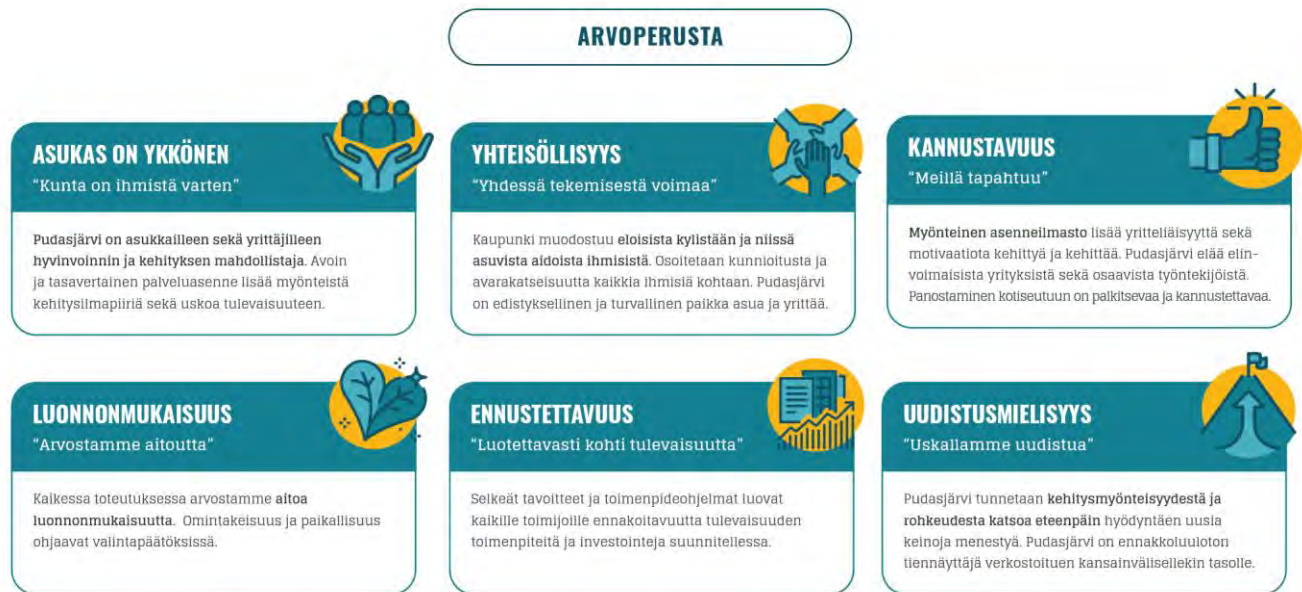 ARVOPERUSTA
ASUKAS ON YKKÖNEN
"Kunta on ihmistä varten"
Pudasjärvi on asukkailleen sekä yrittäjilleen
hyvinvoinnin ja kehityksen mahdollistaja. Avoin
ja tasavertainen palveluasenne lisää myönteistä
kehitysilmapiiriä sekä uskoa tulevaisuuteen.
YHTEISÖLLISYYS
"Yhdessä tekemisestä voimaa"
Kaupunki muodostuu eloisista kylistään ja niissä
asuvista aidoista ihmisistä. Osoitetaan kunnioitusta ja
avarakatseisuutta kaikkia ihmisiä kohtaan. Pudasjärvi
on edistyksellinen ja turvallinen paikka asua ja yrittää.
KANNUSTAVUUS
"Meillä tapahtuu"
Myönteinen asenneilmasto lisää yritteliäisyyttä sekä
motivaatiota kehittyä ja kehittää. Pudasjärvi elää elin-
voimaisista yrityksistä sekä osaavista työntekijöistä.
Panostaminen kotiseutuun on palkitsevaa ja kannustettavaa.
LUONNONMUKAISUUS
"Arvostamme aitoutta"
Kaikessa toteutuksessa arvostamme aitoa
luonnonmukaisuutta. Omintakeisuus ja paikallisuus
ohjaavat valintapäätöksissä.
ENNUSTETTAVUUS
"Luotettavasti kohti tulevaisuutta"
Selkeät tavoitteet ja toimenpideohjelmat luovat
kaikille toimijoille ennakoitavuutta tulevaisuuden
toimenpiteitä ja investointeja suunnitellessa.
UUDISTUSMIELISYYS
"Uskallamme uudistua"
Pudasjärvi tunnetaan kehitysmyönteisyydestä ja
rohkeudesta katsoa eteenpäin hyödyntäen uusia
keinoja menestyä. Pudasjärvi on ennakkoluuloton
tiennäyttäjä verkostoituen kansainvälisellekin tasolle.